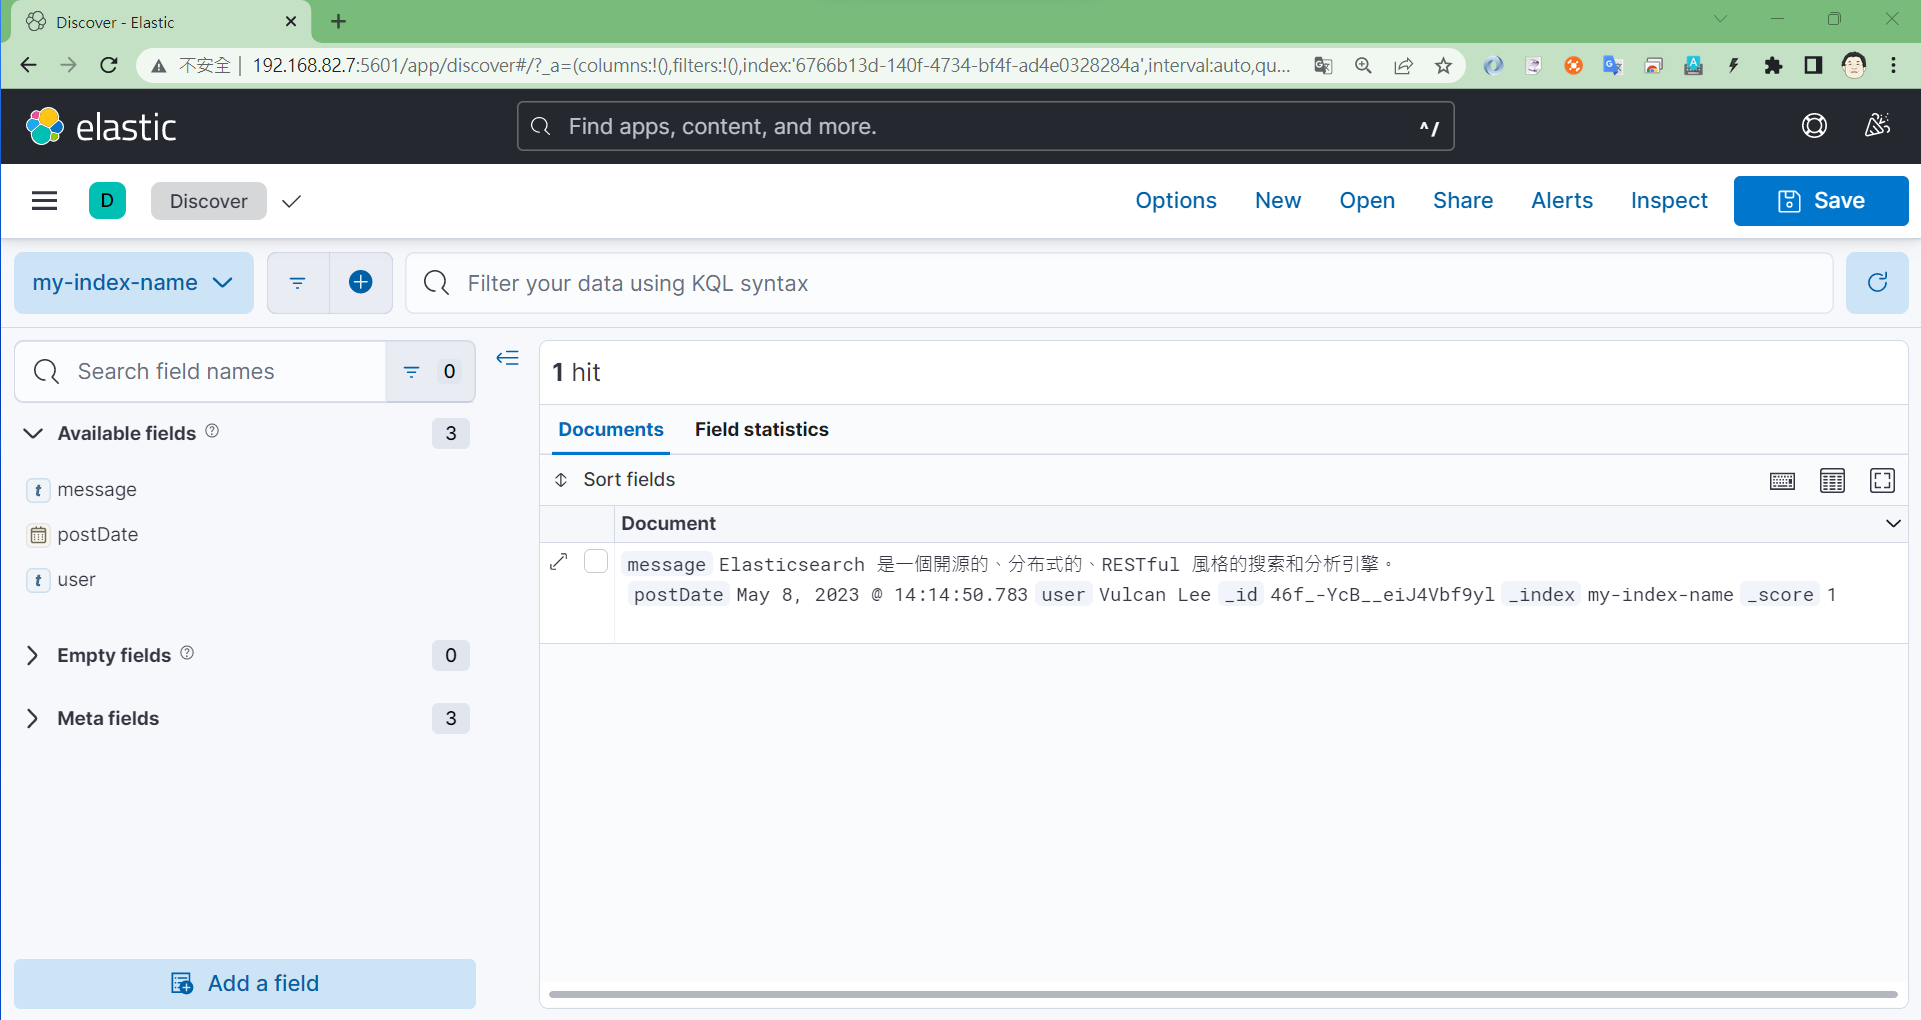 Discover - Elastic
不安全 | 192.168.82.7:5601/app/discover#/?_a=(columns:!(),filters:!(),index:'6766b13d-140f-4734-bf4f-ad4e0328284a',interval:auto,qu...
elastic
Find apps, content, and more.
^/
D
Discover
Options
New
Open
Share
Alerts
Inspect
Save
my-index-name
Filter your data using KQL syntax
Search field names
0
1 hit
Available fields
3
Documents
Field statistics
Sort fields
t message
postDate
t user
Document
message Elasticsearch 是一個開源的、分布式的、RESTful 風格的搜索和分析引擎。
postDate May 8, 2023 @ 14:14:50.783 user Vulcan Lee _id 46f_-YcB__eiJ4Vbf9yl _index my-index-name _score 1
Empty fields
0
Meta fields
3
Add a field